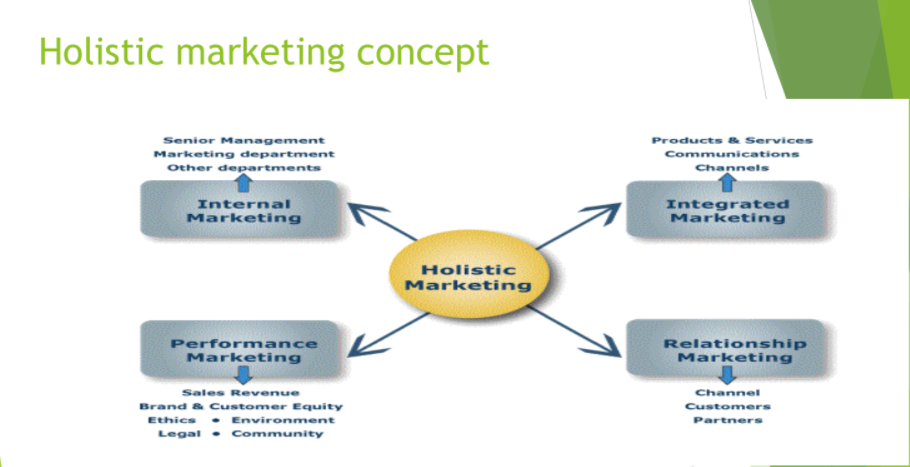 Holistic marketing concept
Senior Management
Marketing department
Other departments
Internal
Marketing
Products & Services
Communications
Channels
Integrated
Marketing
Holistic
Marketing
Performance
Marketing
Sales Revenue
Brand & Customer Equity
Ethics • Environment
Legal • Community
Relationship
Marketing
Channel
Customers
Partners